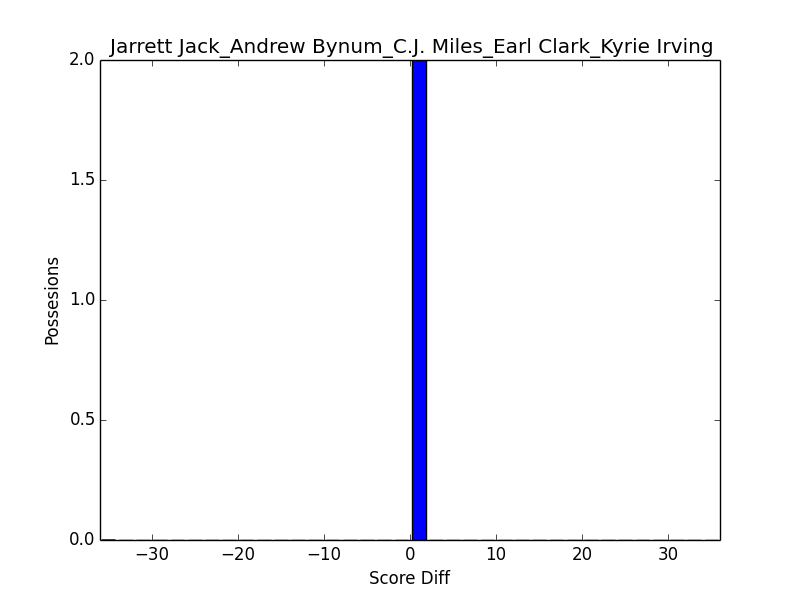 Jarrett Jack_Andrew Bynum_C.J. Miles_Earl Clark_Kyrie Irving
2.0
1.5
1.0
0.5
0.0
Possesions
−30 −20 −10 0 10 20 30
Score Diff